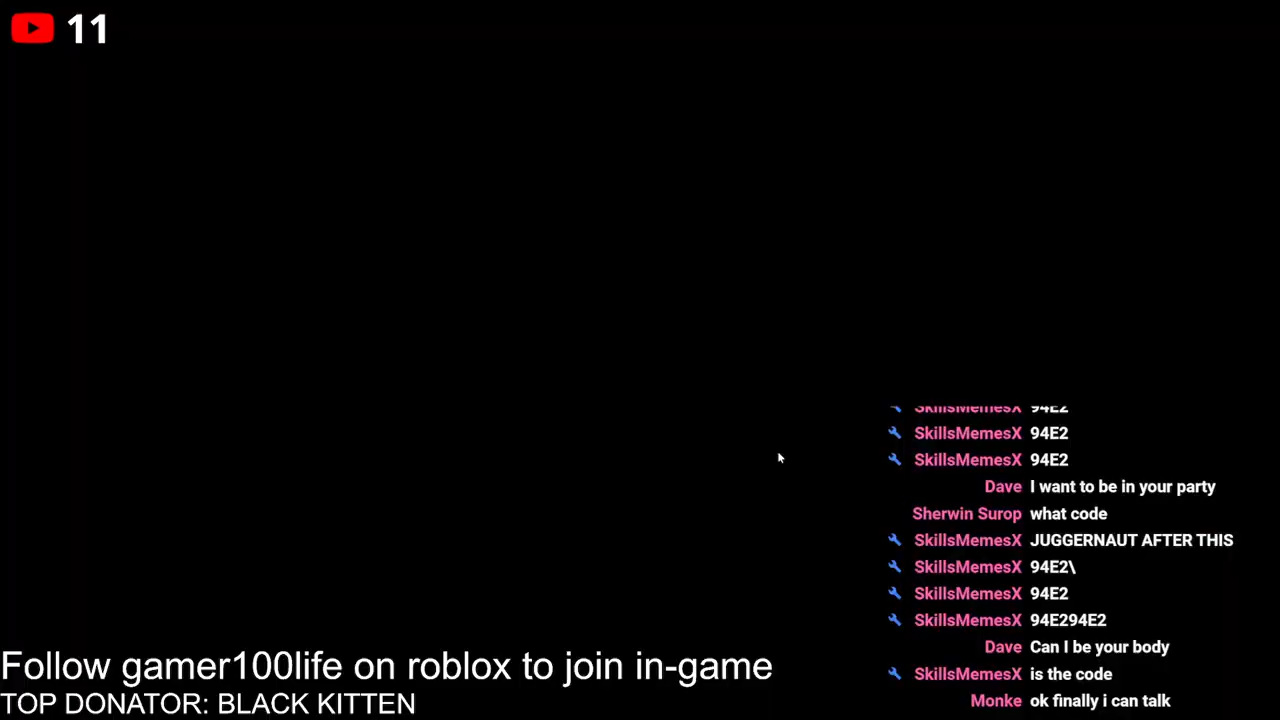 11
SkillsMemesX 94E2
SkillsMemesX 94E2
SkillsMemesX 94E2
Dave I want to be in your party
Sherwin Surop what code
SkillsMemesX JUGGERNAUT AFTER THIS
SkillsMemesX 94E2\
SkillsMemesX 94E2
SkillsMemesX 94E294E2
Dave Can I be your body
SkillsMemesX is the code
Monke ok finally i can talk
Follow gamer100life on roblox to join in-game
TOP DONATOR: BLACK KITTEN